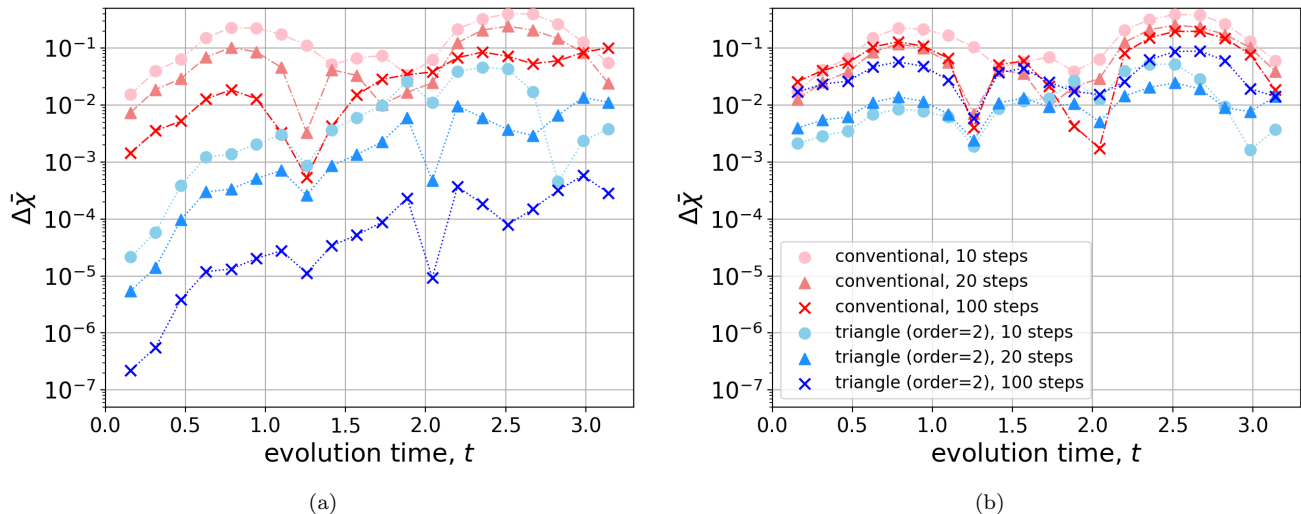 10⁻¹
10⁻²
10⁻³
10⁻⁴
10⁻⁵
10⁻⁶
10⁻⁷
Δχ̄
0.0 0.5 1.0 1.5 2.0 2.5 3.0
evolution time, t
(a)
10⁻¹
10⁻²
10⁻³
10⁻⁴
10⁻⁵
10⁻⁶
10⁻⁷
Δχ̄
conventional, 10 steps
conventional, 20 steps
conventional, 100 steps
triangle (order=2), 10 steps
triangle (order=2), 20 steps
triangle (order=2), 100 steps
0.0 0.5 1.0 1.5 2.0 2.5 3.0
evolution time, t
(b)